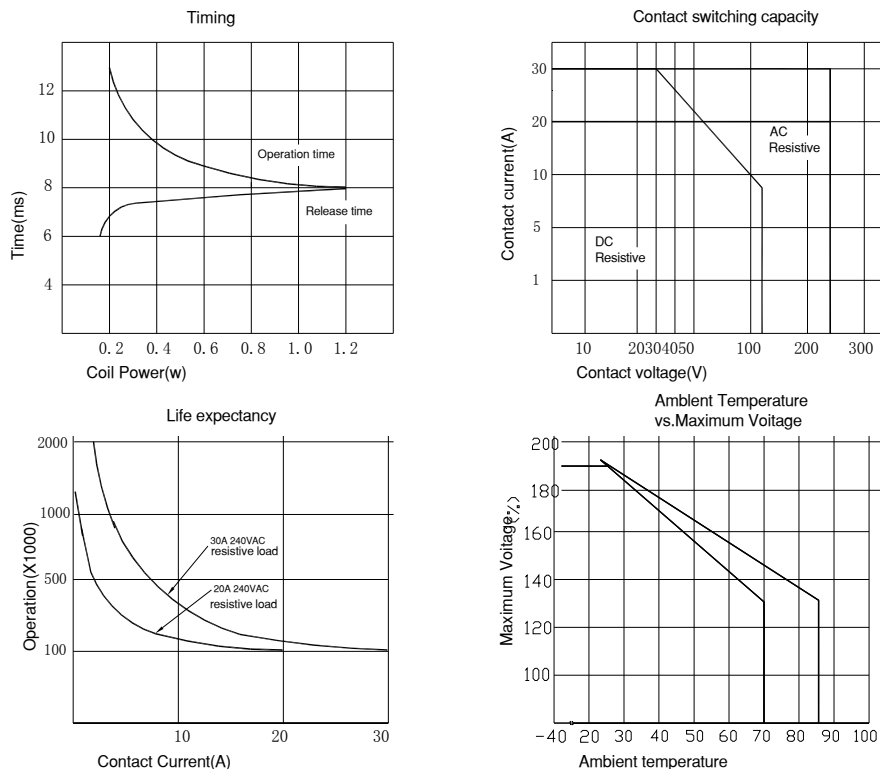 Timing
12
10
8
6
4
Time(ms)
Operation time
Release time
0.2 0.4 0.6 0.8 1.0 1.2
Coil Power(w)
Contact switching capacity
30
20
10
5
1
Contact current(A)
AC
Resistive
DC
Resistive
10 20304050 100 200 300
Contact voltage(V)
Life expectancy
2000
1000
500
100
Operation(X1000)
30A 240VAC
resistive load
20A 240VAC
resistive load
10 20 30
Contact Current(A)
Amblent Temperature
vs.Maximum Voitage
200
180
160
140
120
100
Maximum Voltage(%)
-40 20 30 40 50 60 70 80 90 100
Ambient temperature